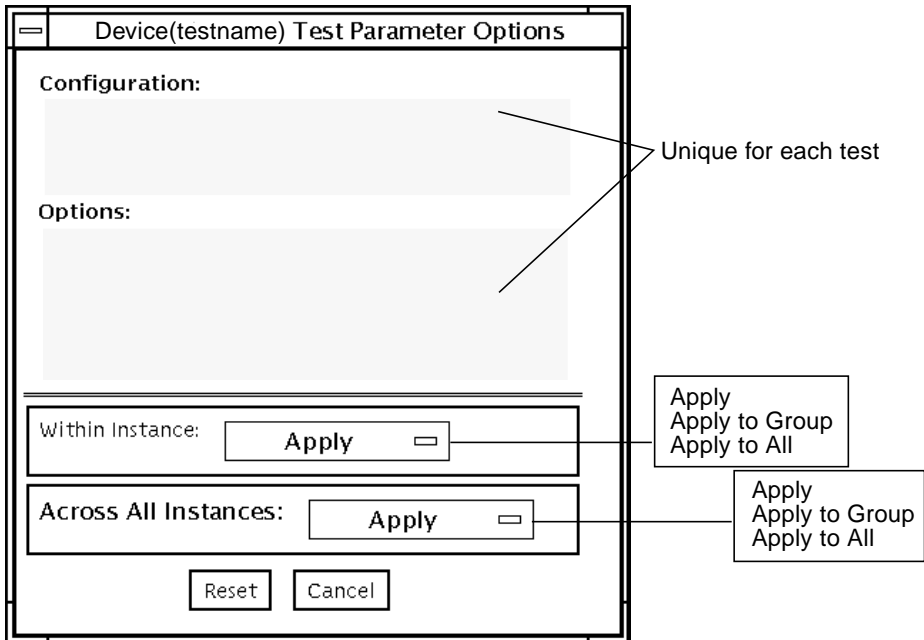 Device(testname) Test Parameter Options
Configuration:
Unique for each test
Options:
Within Instance:
Apply
Apply
Apply to Group
Apply to All
Across All Instances:
Apply
Apply
Apply to Group
Apply to All
Reset
Cancel